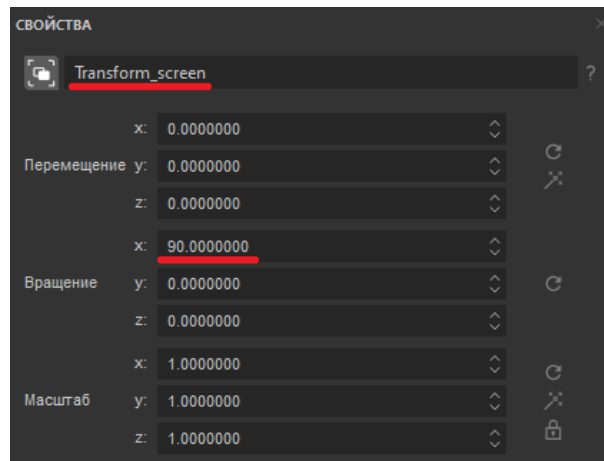 СВОЙСТВА
Transform_screen ?
x: 0.0000000
Перемещение y: 0.0000000
z: 0.0000000
x: 90.0000000
Вращение y: 0.0000000
z: 0.0000000
x: 1.0000000
Масштаб y: 1.0000000
z: 1.0000000